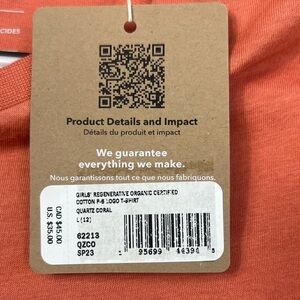 CIDES
Product Details and Impact
Détails du produit et impact
We guarantee
everything we make.
Nous garantissons tout ce que nous fabriquons.
GIRLS' REGENERATIVE ORGANIC CERTIFIED
COTTON P-6 LOGO T-SHIRT
QUARTZ CORAL
L (12)
CAD $45.00
U.S. $35.00
62213
QZCO
SP23